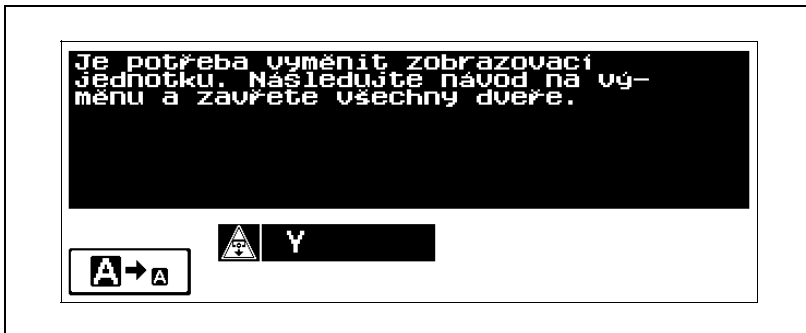 Je potřeba vyměnit zobrazovací
jednotku. Následujte návod na vý-
měnu a zavřete všechny dveře.
Y
A→A